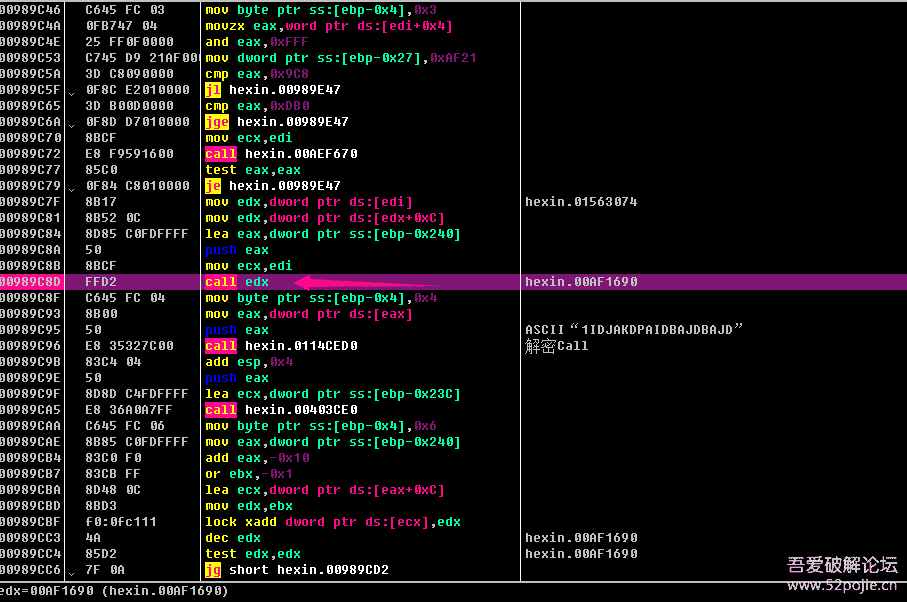 00989C46 C645 FC 03 mov byte ptr ss:[ebp-0x4],0x3
00989C4A 0FB747 04 movzx eax,word ptr ds:[edi+0x4]
00989C4E 25 FF0F0000 and eax,0xFFF
00989C53 C745 D9 21AF00 mov dword ptr ss:[ebp-0x27],0xAF21
00989C5A 3D C8090000 cmp eax,0x9C8
00989C5F 0F8C E2010000 jl hexin.00989E47
00989C65 3D B00D0000 cmp eax,0xDB0
00989C6A 0F8D D7010000 jge hexin.00989E47
00989C70 8BCF mov ecx,edi
00989C72 E8 F9591600 call hexin.00AEF670
00989C77 85C0 test eax,eax
00989C79 0F84 C8010000 je hexin.00989E47
00989C7F 8B17 mov edx,dword ptr ds:[edi] hexin.01563074
00989C81 8B52 0C mov edx,dword ptr ds:[edx+0xC]
00989C84 8D85 C0FDFFFF lea eax,dword ptr ss:[ebp-0x240]
00989C8A 50 push eax
00989C8B 8BCF mov ecx,edi
00989C8D FFD2 call edx hexin.00AF1690
00989C8F C645 FC 04 mov byte ptr ss:[ebp-0x4],0x4
00989C93 8B00 mov eax,dword ptr ds:[eax]
00989C95 50 push eax ASCII“1IDJAKDPAIDBAJDBAJD”
00989C96 E8 35327C00 call hexin.0114CED0 解密Call
00989C9B 83C4 04 add esp,0x4
00989C9E 50 push eax
00989C9F 8D8D C4FDFFFF lea ecx,dword ptr ss:[ebp-0x23C]
00989CA5 E8 36A0A7FF call hexin.00403CE0
00989CAA C645 FC 06 mov byte ptr ss:[ebp-0x4],0x6
00989CAE 8B85 C0FDFFFF mov eax,dword ptr ss:[ebp-0x240]
00989CB4 83C0 F0 add eax,-0x10
00989CB7 83CB FF or ebx,-0x1
00989CBA 8D48 0C lea ecx,dword ptr ds:[eax+0xC]
00989CBD 8BD3 mov edx,ebx
00989CBF f0:0fc111 lock xadd dword ptr ds:[ecx],edx
00989CC3 4A dec edx hexin.00AF1690
00989CC4 85D2 test edx,edx hexin.00AF1690
00989CC6 7F 0A jg short hexin.00989CD2
edx=00AF1690 (hexin.00AF1690)
吾爱破解论坛
www.52pojie.cn